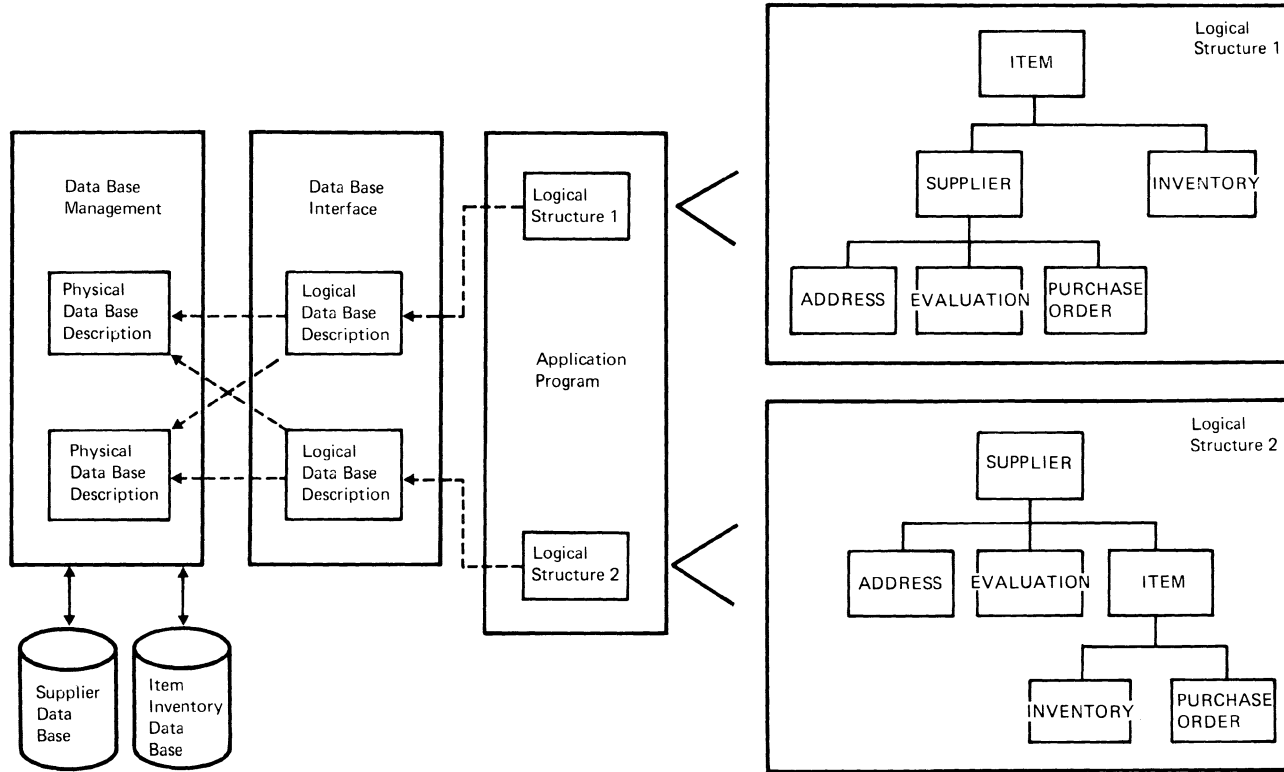 Data Base
Management
Physical
Data Base
Description
Physical
Data Base
Description
Supplier
Data
Base
Item
Inventory
Data
Base
Data Base
Interface
Logical
Data Base
Description
Logical
Data Base
Description
Logical
Structure 1
Application
Program
Logical
Structure 2
Logical
Structure 1
ITEM
SUPPLIER
INVENTORY
ADDRESS
EVALUATION
PURCHASE
ORDER
Logical
Structure 2
SUPPLIER
ADDRESS
EVALUATION
ITEM
INVENTORY
PURCHASE
ORDER